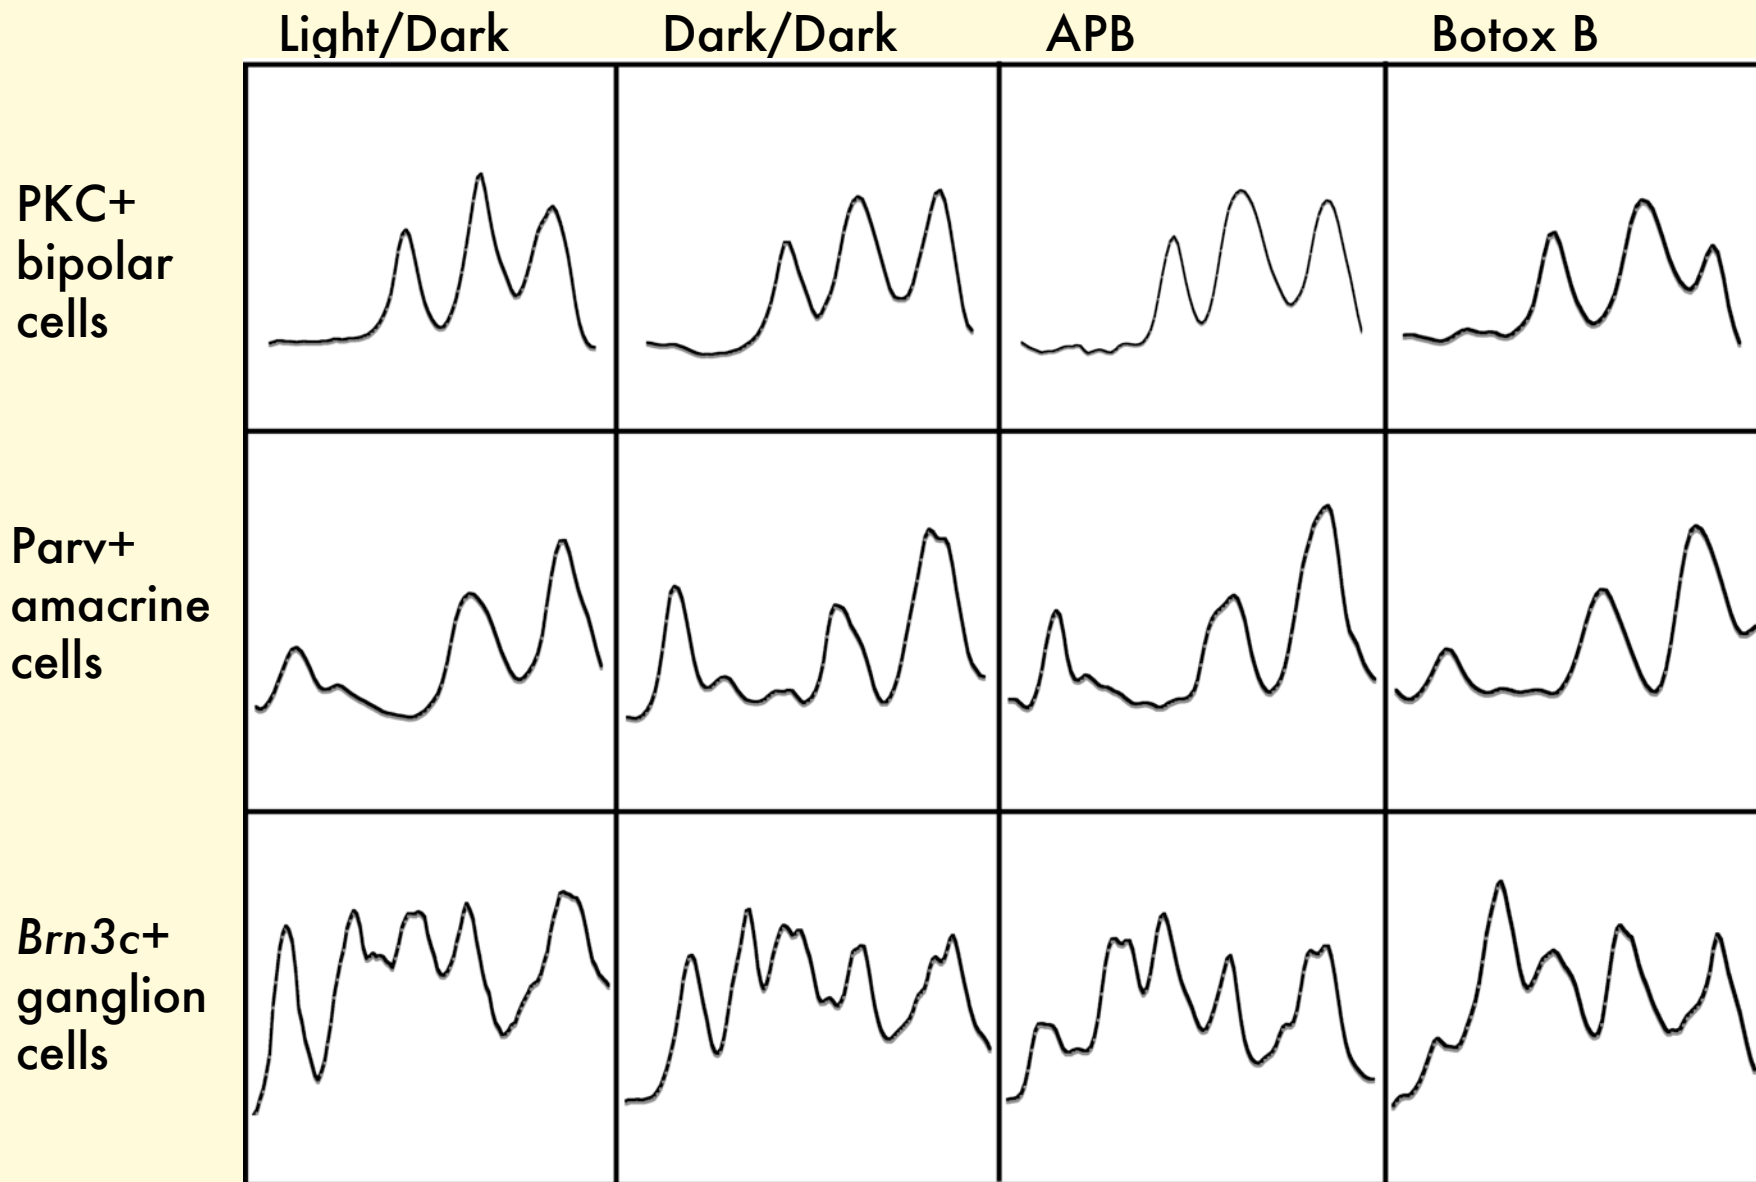 Light/Dark
Dark/Dark
APB
Botox B
PKC+
bipolar
cells
Parv+
amacrine
cells
Brn3c+
ganglion
cells